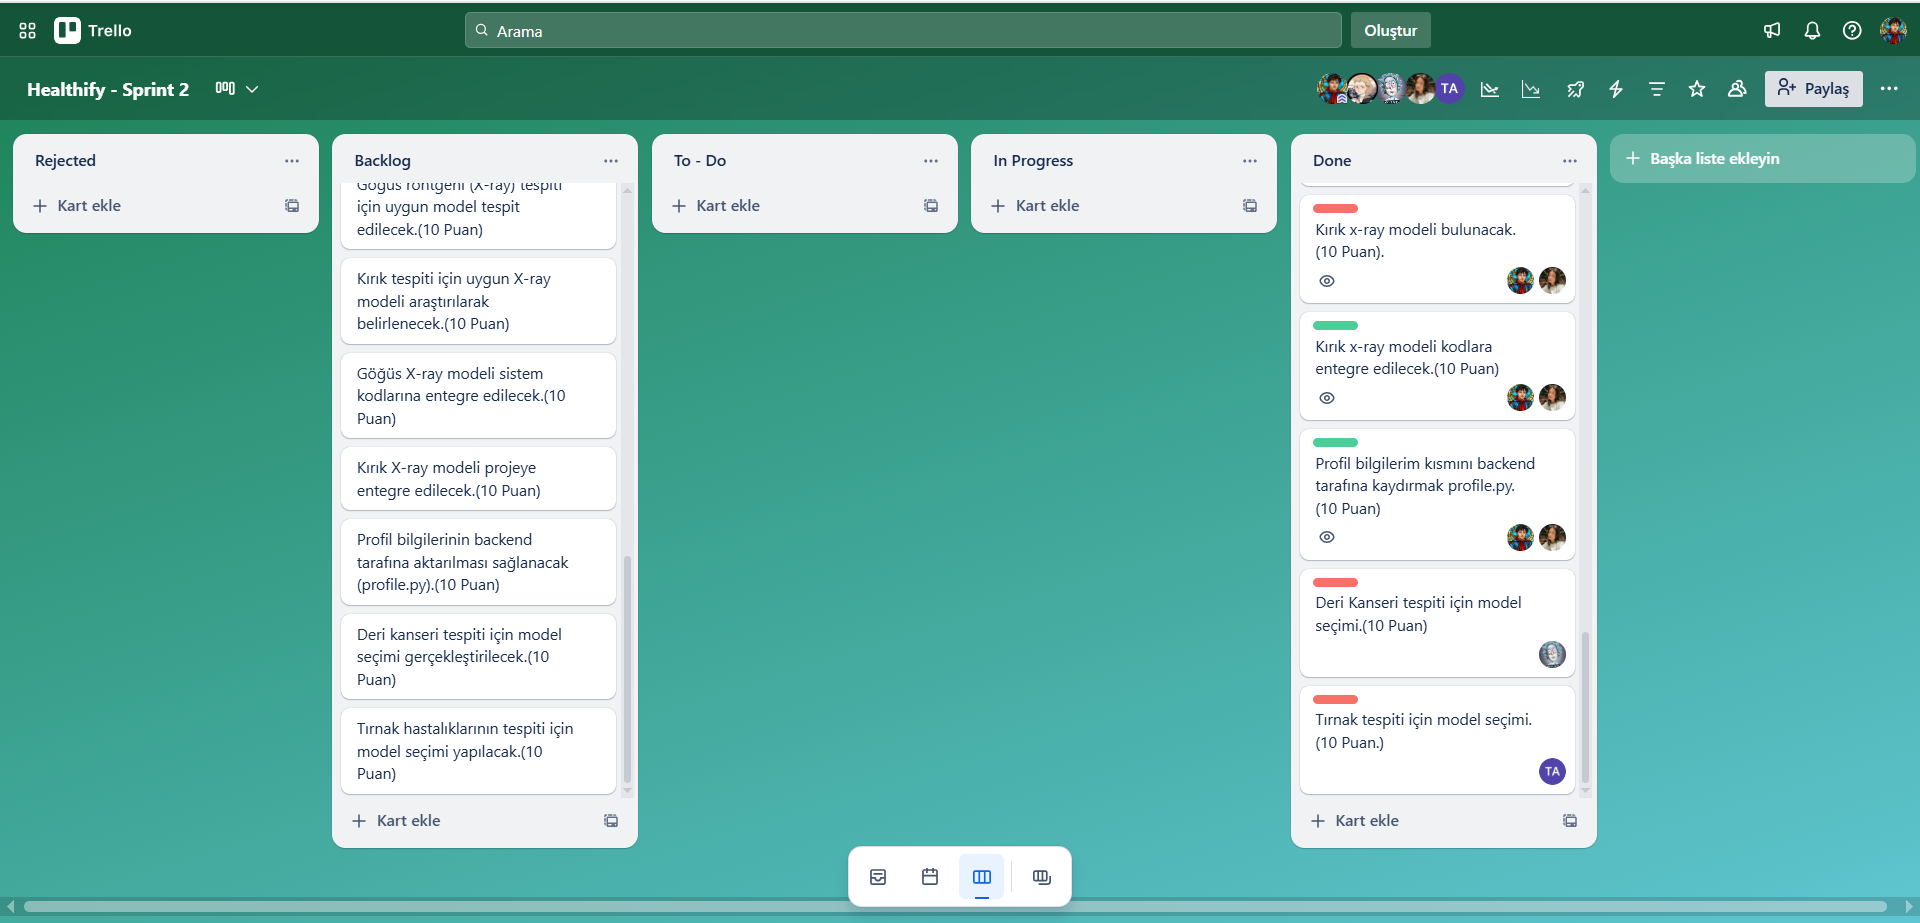 Trello
Arama
Oluştur
Healthify - Sprint 2
TA
Paylaş
Rejected
Kart ekle
Backlog
Göğüs röntgeni (X-ray) tespiti
için uygun model tespit
edilecek.(10 Puan)
Kırık tespiti için uygun X-ray
modeli araştırılarak
belirlenecek.(10 Puan)
Göğüs X-ray modeli sistem
kodlarına entegre edilecek.(10
Puan)
Kırık X-ray modeli projeye
entegre edilecek.(10 Puan)
Profil bilgilerinin backend
tarafına aktarılması sağlanacak
(profile.py).(10 Puan)
Deri kanseri tespiti için model
seçimi gerçekleştirilecek.(10
Puan)
Tırnak hastalıklarının tespiti için
model seçimi yapılacak.(10
Puan)
Kart ekle
To - Do
Kart ekle
In Progress
Kart ekle
Done
Kırık x-ray modeli bulunacak.
(10 Puan).
Kırık x-ray modeli kodlara
entegre edilecek.(10 Puan)
Profil bilgilerim kısmını backend
tarafına kaydırmak profile.py.
(10 Puan)
Deri Kanseri tespiti için model
seçimi.(10 Puan)
Tırnak tespiti için model seçimi.
(10 Puan.)
TA
Kart ekle
Başka liste ekleyin